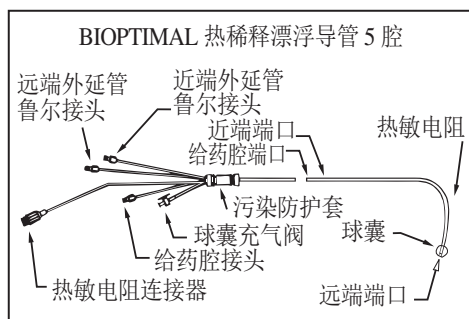 BIOPTIMAL 热稀释漂浮导管 5 腔
远端外延管
鲁尔接头
近端外延管
鲁尔接头
近端端口
给药腔端口
热敏电阻
污染防护套
球囊充气阀
给药腔接头
热敏电阻连接器
球囊
远端端口